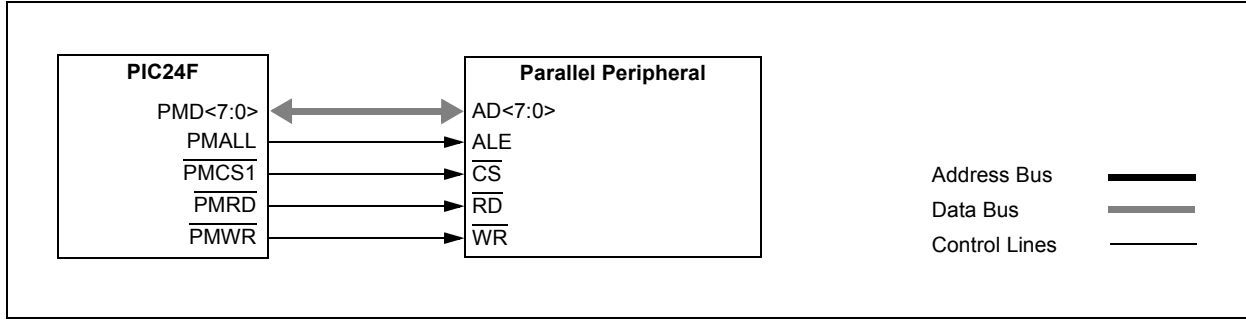 PIC24F
PMD<7:0>
PMALL
PMCS1
PMRD
PMWR
Parallel Peripheral
AD<7:0>
ALE
CS
RD
WR
Address Bus
Data Bus
Control Lines